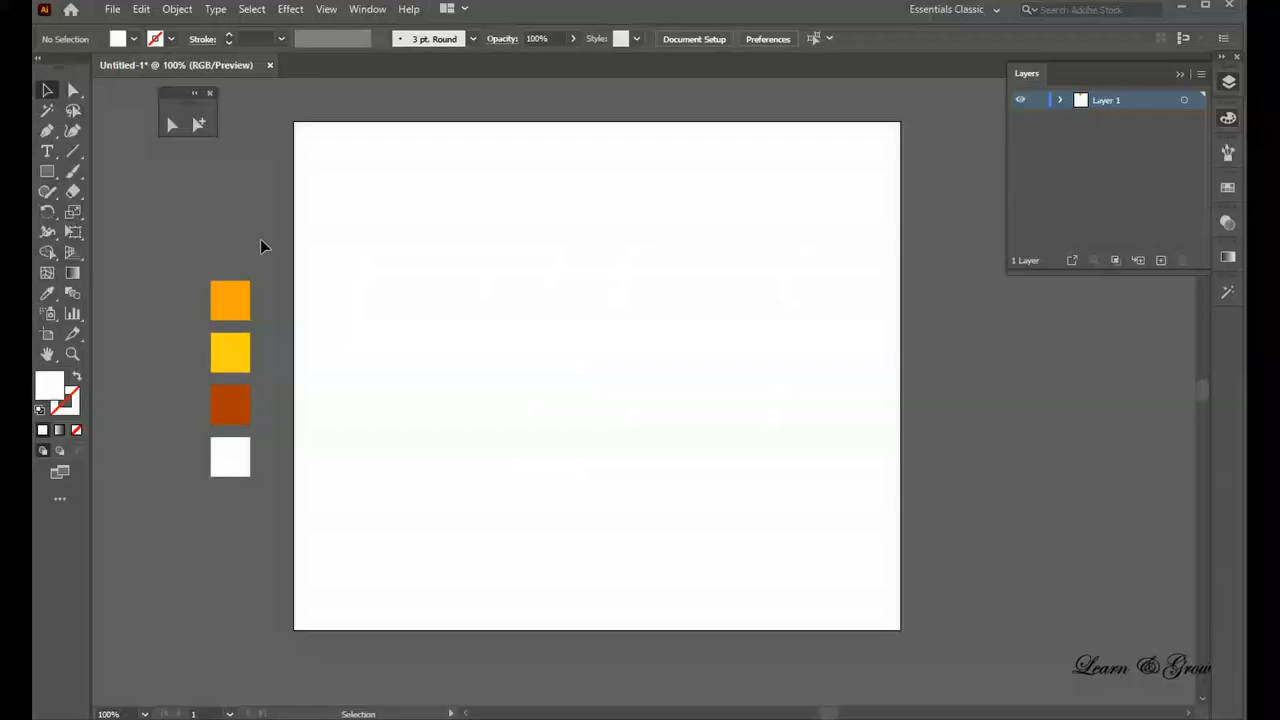 Ai File Edit Object Type Select Effect View Window Help Essentials Classic Search Adobe Stock
No Selection Stroke: 3 pt. Round Opacity: 100% Style: Document Setup Preferences
Untitled-1* @ 100% (RGB/Preview)
Layers
Layer 1
1 Layer
Learn & Grow
100% 1 Selection